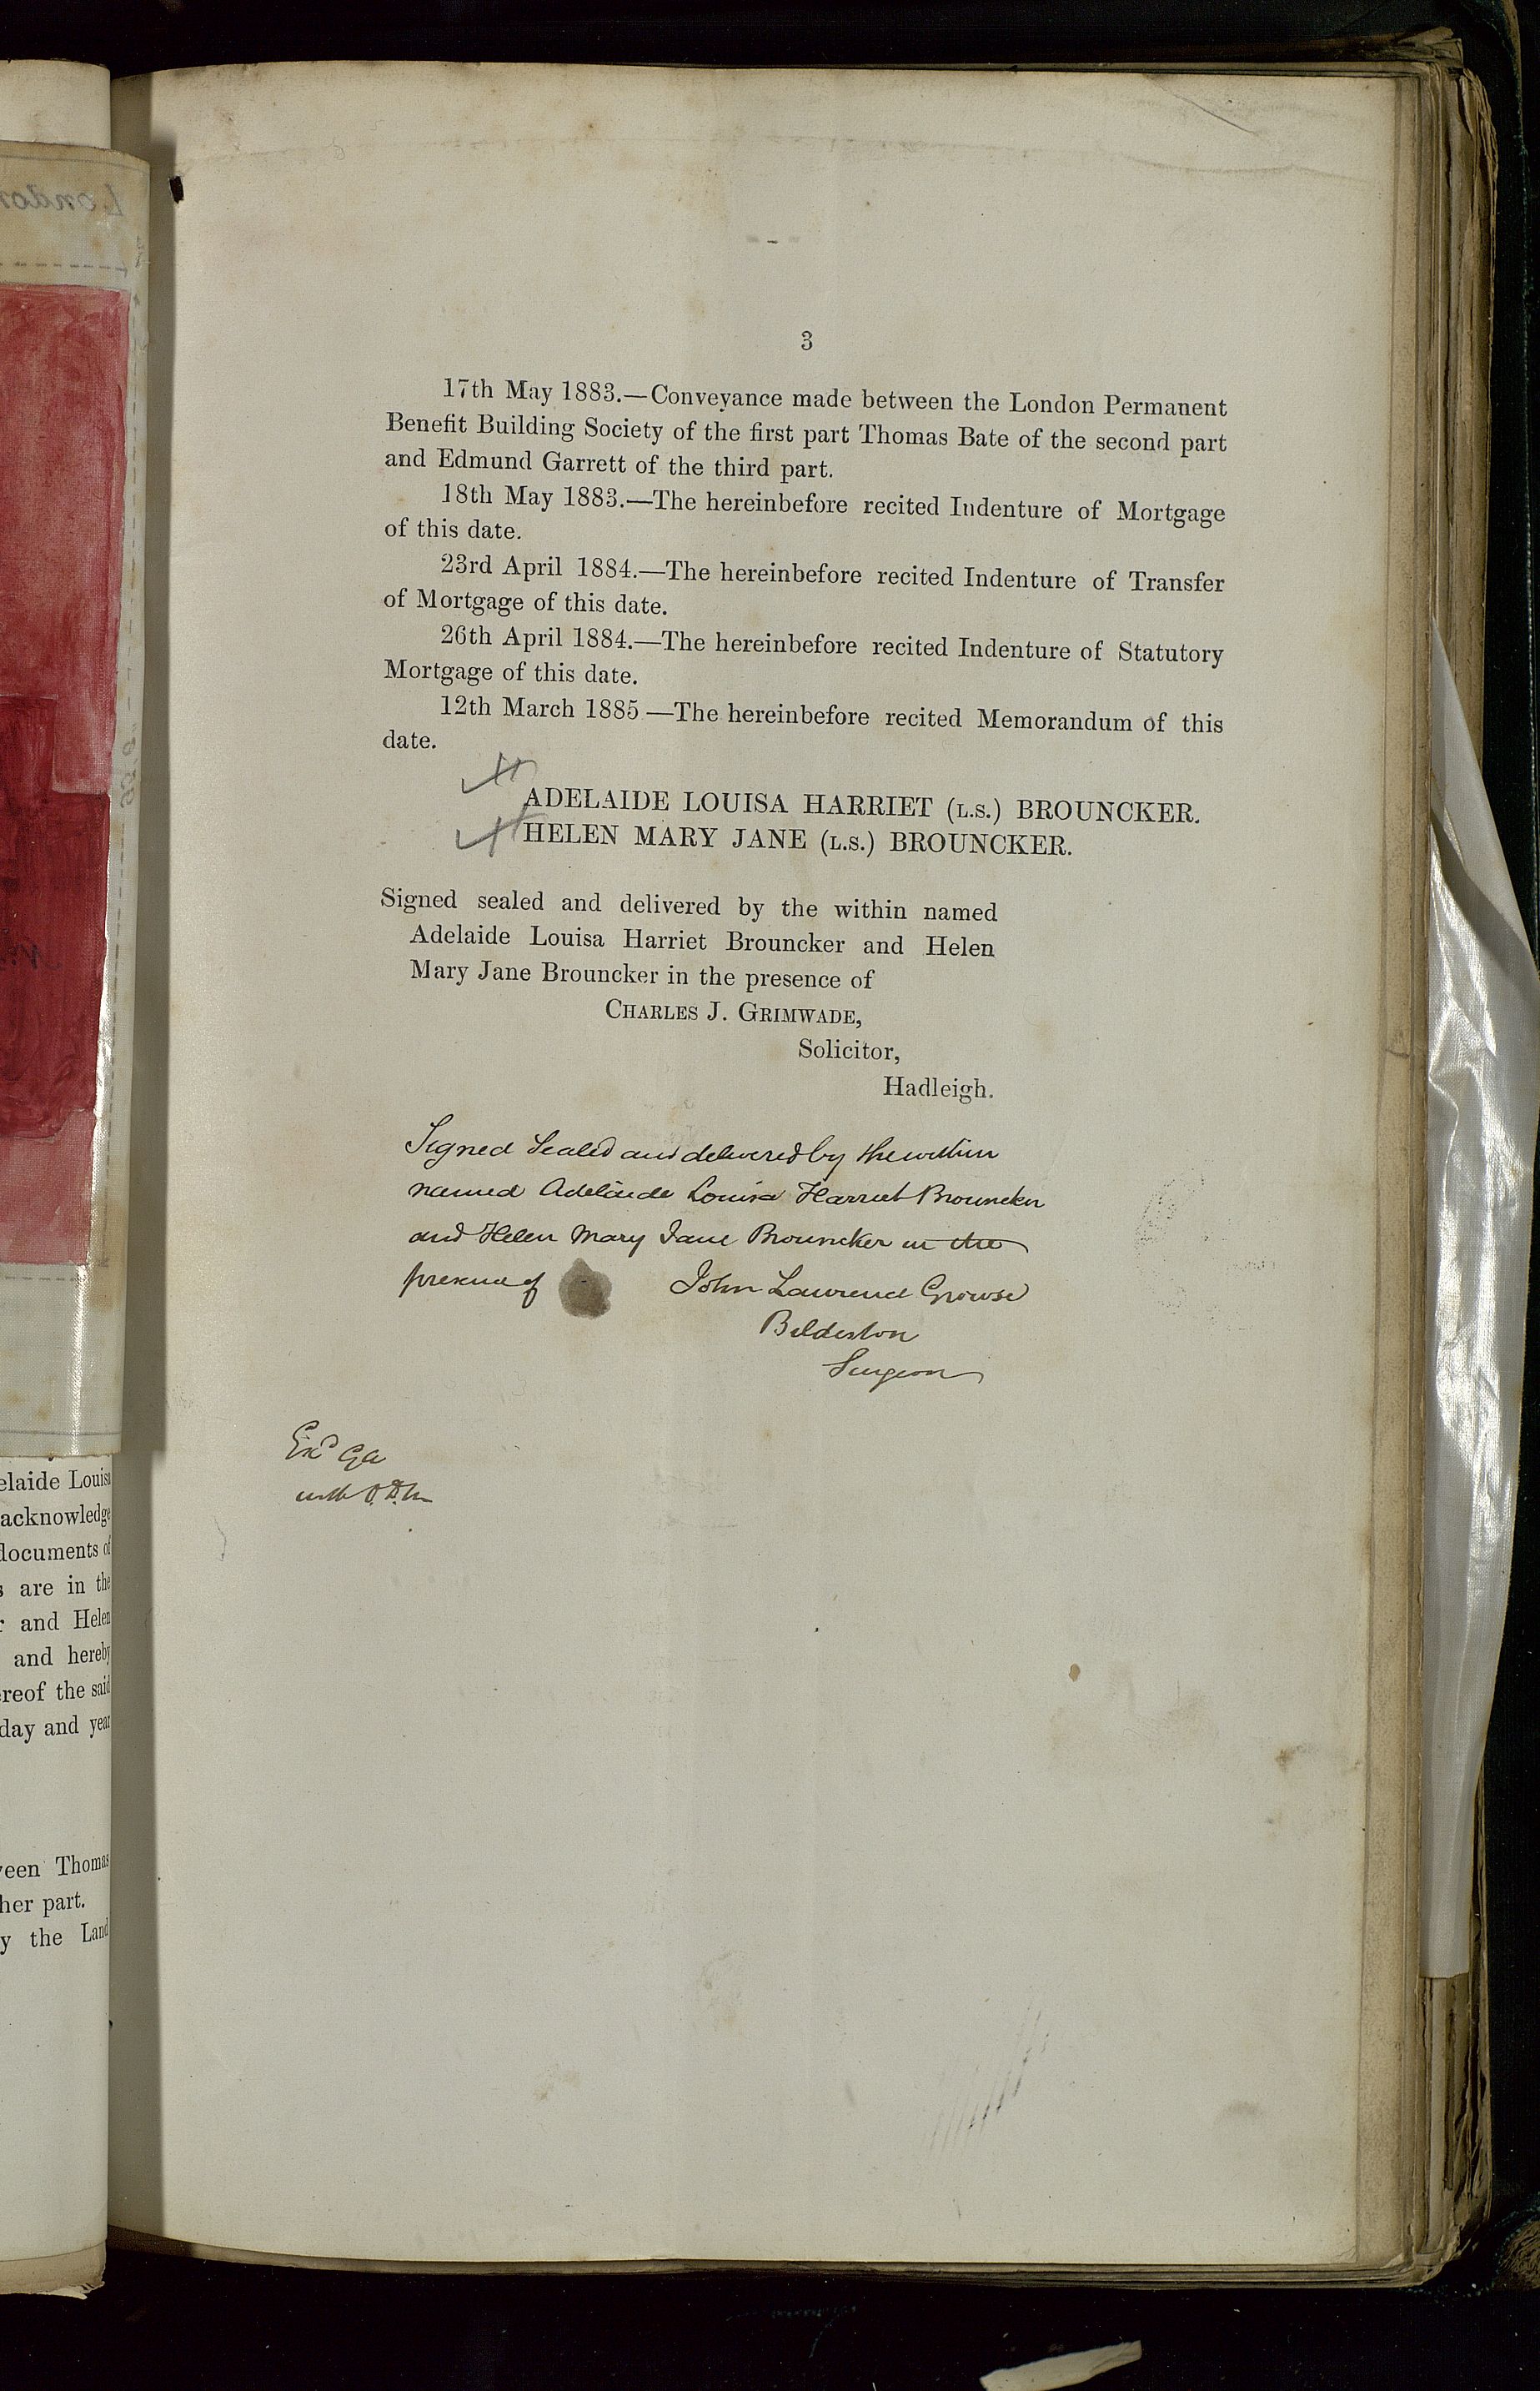 3
17th May 1883.—Conveyance made between the London Permanent
Benefit Building Society of the first part Thomas Bate of the second part
and Edmund Garrett of the third part.
18th May 1883.—The hereinbefore recited Indenture of Mortgage
of this date.
23rd April 1884.—The hereinbefore recited Indenture of Transfer
of Mortgage of this date.
26th April 1884.—The hereinbefore recited Indenture of Statutory
Mortgage of this date.
12th March 1885 —The hereinbefore recited Memorandum of this
date.
ADELAIDE LOUISA HARRIET (L.S.) BROUNCKER.
HELEN MARY JANE (L.S.) BROUNCKER.
Signed sealed and delivered by the within named
Adelaide Louisa Harriet Brouncker and Helen
Mary Jane Brouncker in the presence of
CHARLES J. GRIMWADE,
Solicitor,
Hadleigh.
Signed Sealed and delivered by the within
named Adelaide Louisa Harriet Brouncker
and Helen Mary Jane Brouncker in the
presence of John Lawrence Growse
Bildeston
Surgeon
Exd
with
elaide Louisa
acknowledge
documents of
s are in the
r and Helen
and hereby
ereof the said
day and year
veen Thomas
her part.
y the Land